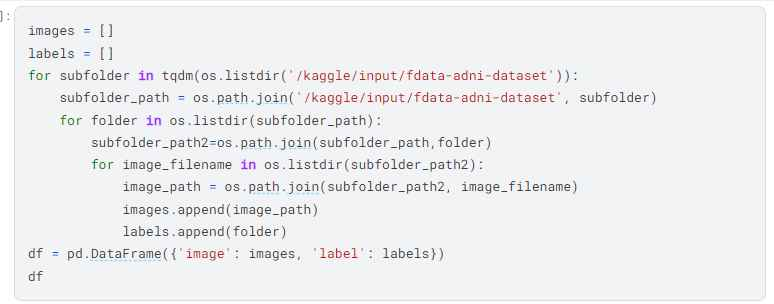 ]:
images = []
labels = []
for subfolder in tqdm(os.listdir('/kaggle/input/fdata-adni-dataset')):
    subfolder_path = os.path.join('/kaggle/input/fdata-adni-dataset', subfolder)
    for folder in os.listdir(subfolder_path):
        subfolder_path2=os.path.join(subfolder_path,folder)
        for image_filename in os.listdir(subfolder_path2):
            image_path = os.path.join(subfolder_path2, image_filename)
            images.append(image_path)
            labels.append(folder)
df = pd.DataFrame({'image': images, 'label': labels})
df